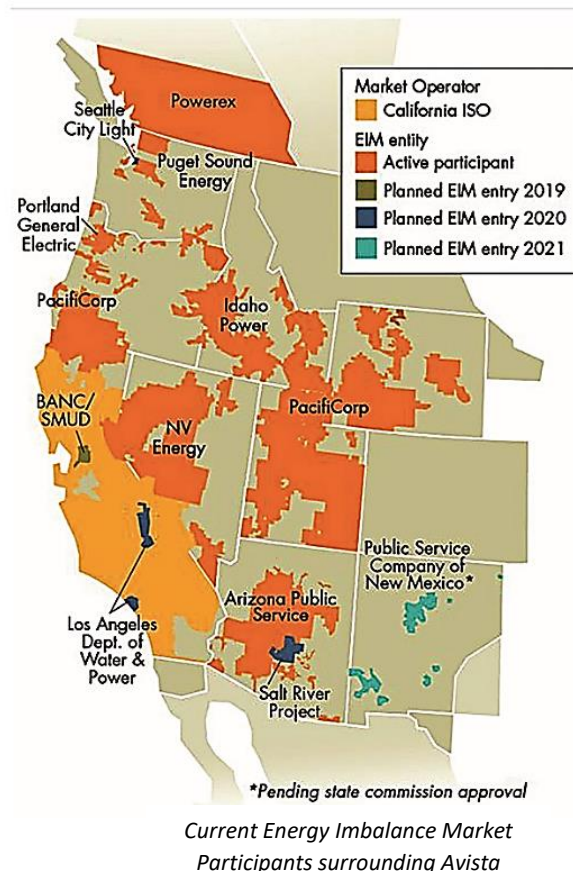 Market Operator
California ISO
EIM entity
Active participant
Planned EIM entry 2019
Planned EIM entry 2020
Planned EIM entry 2021
Powerex
Seattle
City Light
Puget Sound
Energy
Portland
General
Electric
PacifiCorp
Idaho
Power
BANC/
SMUD
NV
Energy
PacifiCorp
Public Service
Company of
New Mexico*
Los Angeles
Dept. of
Water &
Power
Arizona Public
Service
Salt River
Project
*Pending state commission approval
Current Energy Imbalance Market
Participants surrounding Avista